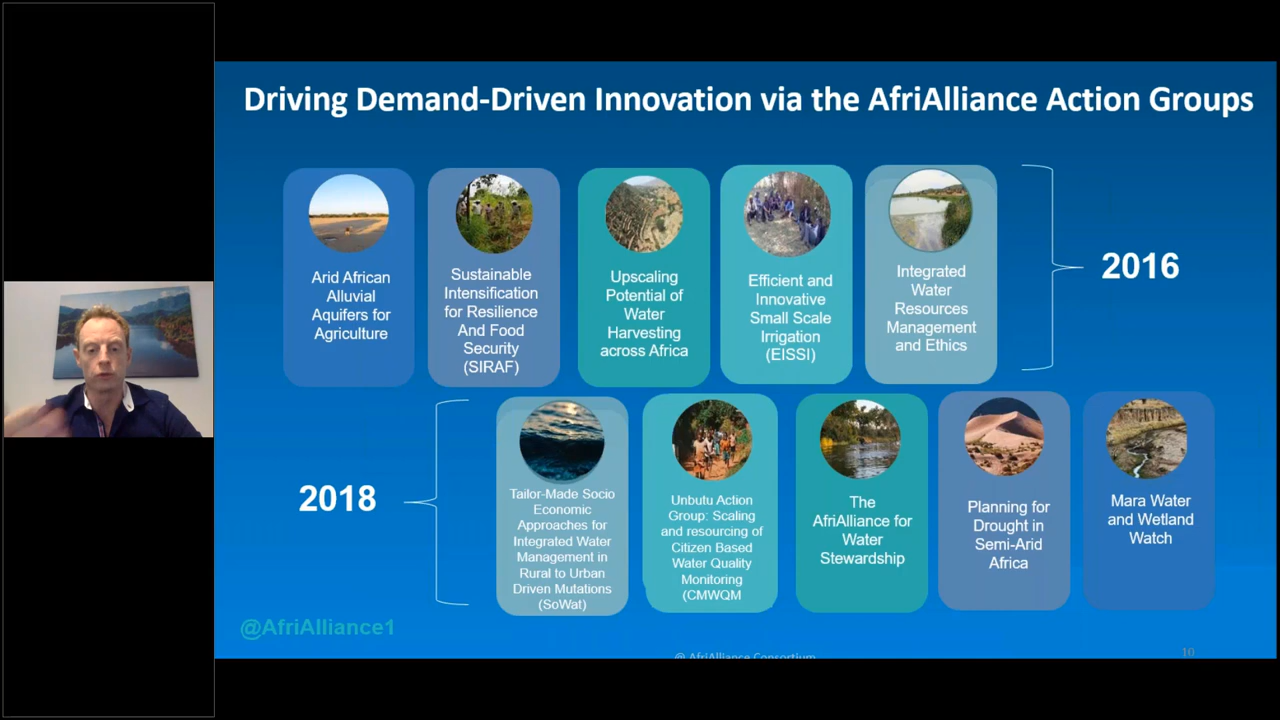 Driving Demand-Driven Innovation via the AfriAlliance Action Groups
Arid African
Alluvial
Aquifers for
Agriculture
Sustainable
Intensification
for Resilience
And Food
Security
(SIRAF)
Upscaling
Potential of
Water
Harvesting
across Africa
Efficient and
Innovative
Small Scale
Irrigation
(EISSI)
Integrated
Water
Resources
Management
and Ethics
2016
2018
Tailor-Made Socio
Economic
Approaches for
Integrated Water
Management in
Rural to Urban
Driven Mutations
(SoWat)
Unbutu Action
Group: Scaling
and resourcing of
Citizen Based
Water Quality
Monitoring
(CMWQM
The
AfriAlliance for
Water
Stewardship
Planning for
Drought in
Semi-Arid
Africa
Mara Water
and Wetland
Watch
@AfriAlliance1
@ AfriAlliance Consortium
10